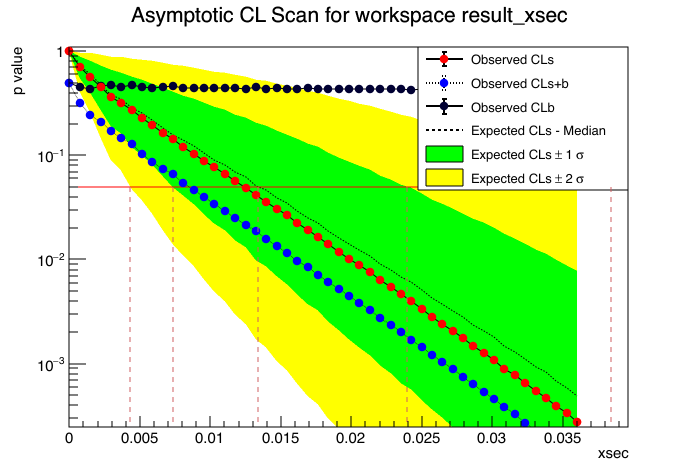 Asymptotic CL Scan for workspace result_xsec
p value
1
10⁻¹
10⁻²
10⁻³
Observed CLs
Observed CLs+b
Observed CLb
Expected CLs - Median
Expected CLs ± 1 σ
Expected CLs ± 2 σ
0 0.005 0.01 0.015 0.02 0.025 0.03 0.035
xsec